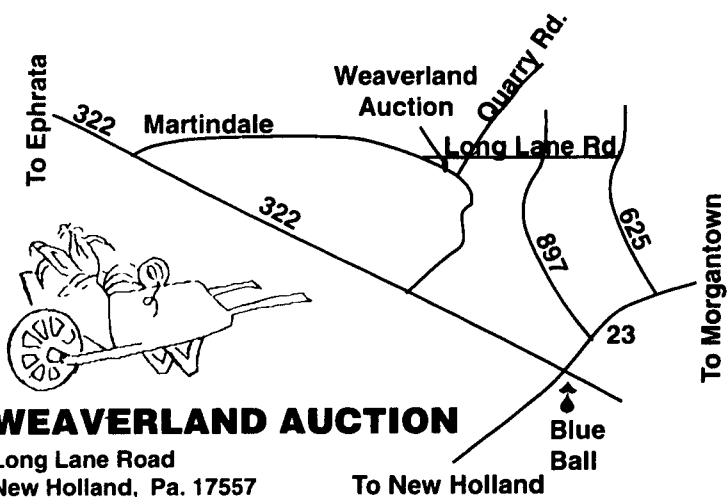 Quarry Rd.
Weaverland
Auction
To Ephrata
322
Martindale
Long Lane Rd
322
897
625
To Morgantown
23
WEAVERLAND AUCTION
Long Lane Road
New Holland, Pa. 17557
Blue
Ball
To New Holland